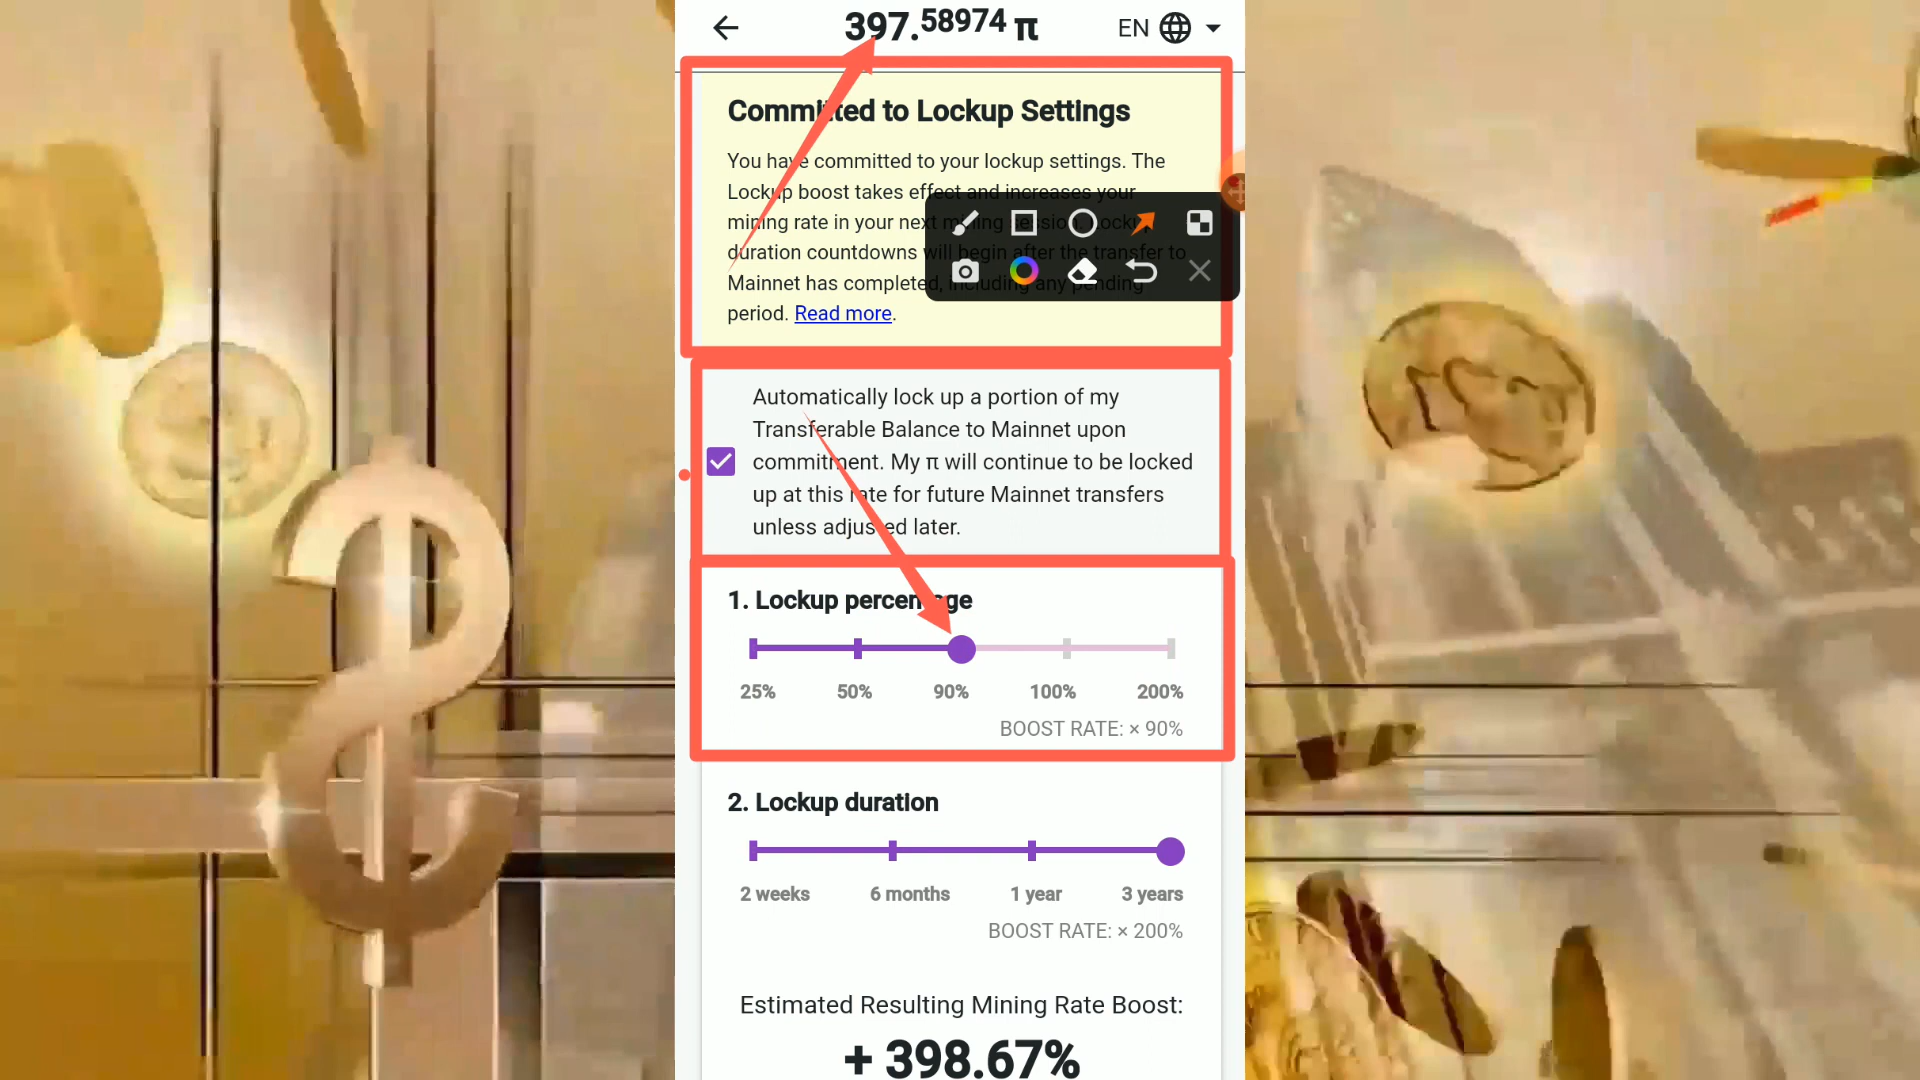 397.58974 π
EN
Committed to Lockup Settings
You have committed to your lockup settings. The
Lockup boost takes effect and increases your
mining rate in your next mining session. Lockup
duration countdowns will begin after the transfer to
Mainnet has completed, including any pending
period. Read more.
Automatically lock up a portion of my
Transferable Balance to Mainnet upon
commitment. My π will continue to be locked
up at this rate for future Mainnet transfers
unless adjusted later.
1. Lockup percentage
25% 50% 90% 100% 200%
BOOST RATE: × 90%
2. Lockup duration
2 weeks 6 months 1 year 3 years
BOOST RATE: × 200%
Estimated Resulting Mining Rate Boost:
+ 398.67%